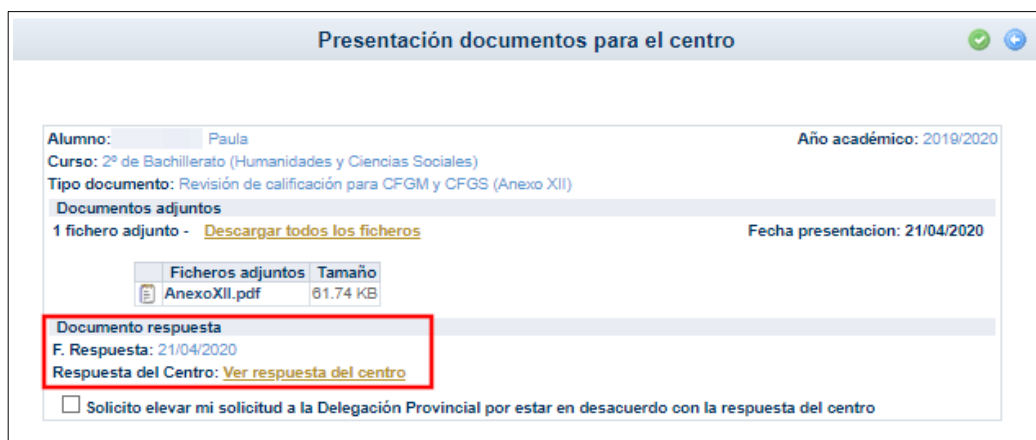 Presentación documentos para el centro
Alumno: Paula Año académico: 2019/2020
Curso: 2º de Bachillerato (Humanidades y Ciencias Sociales)
Tipo documento: Revisión de calificación para CFGM y CFGS (Anexo XII)
Documentos adjuntos
1 fichero adjunto - Descargar todos los ficheros Fecha presentacion: 21/04/2020
Ficheros adjuntos Tamaño
AnexoXII.pdf 61.74 KB
Documento respuesta
F. Respuesta: 21/04/2020
Respuesta del Centro: Ver respuesta del centro
Solicito elevar mi solicitud a la Delegación Provincial por estar en desacuerdo con la respuesta del centro